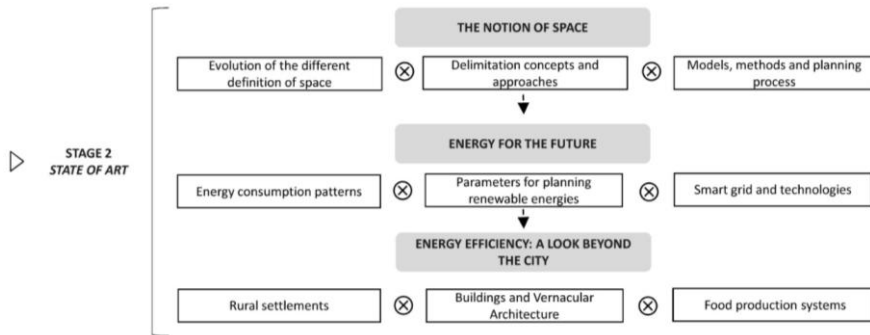 THE NOTION OF SPACE
Evolution of the different
definition of space
Delimitation concepts and
approaches
Models, methods and planning
process
STAGE 2
STATE OF ART
ENERGY FOR THE FUTURE
Energy consumption patterns
Parameters for planning
renewable energies
Smart grid and technologies
ENERGY EFFICIENCY: A LOOK BEYOND
THE CITY
Rural settlements
Buildings and Vernacular
Architecture
Food production systems